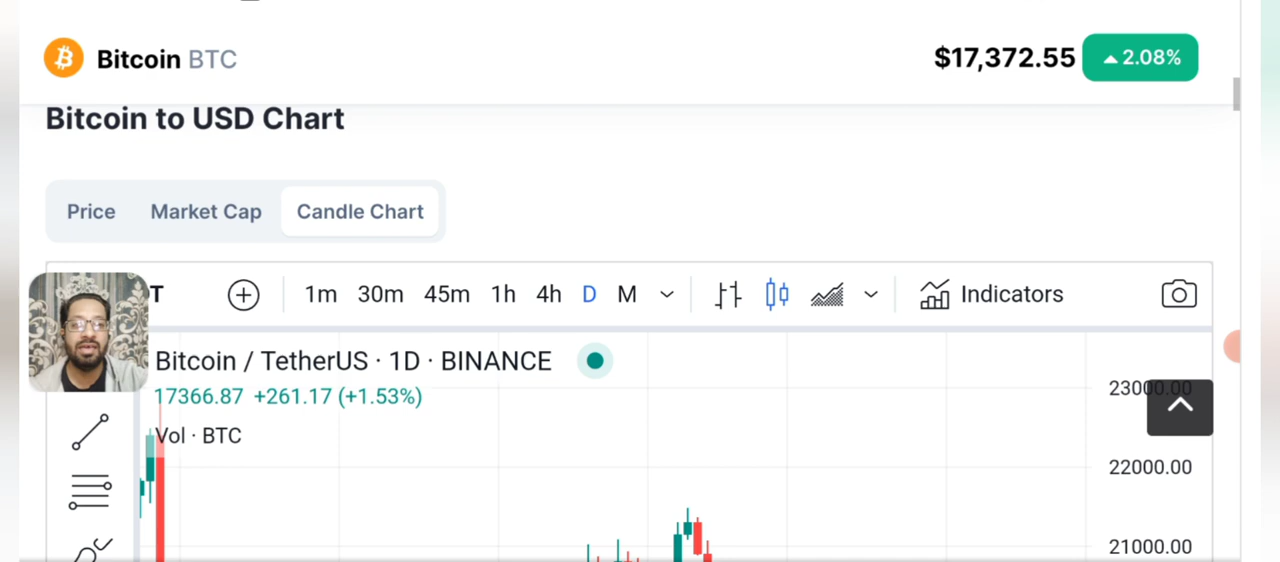 Bitcoin BTC
$17,372.55
2.08%
Bitcoin to USD Chart
Price Market Cap Candle Chart
T
1m 30m 45m 1h 4h D M
Indicators
Bitcoin / TetherUS · 1D · BINANCE
17366.87 +261.17 (+1.53%)
Vol · BTC
23000.00
22000.00
21000.00